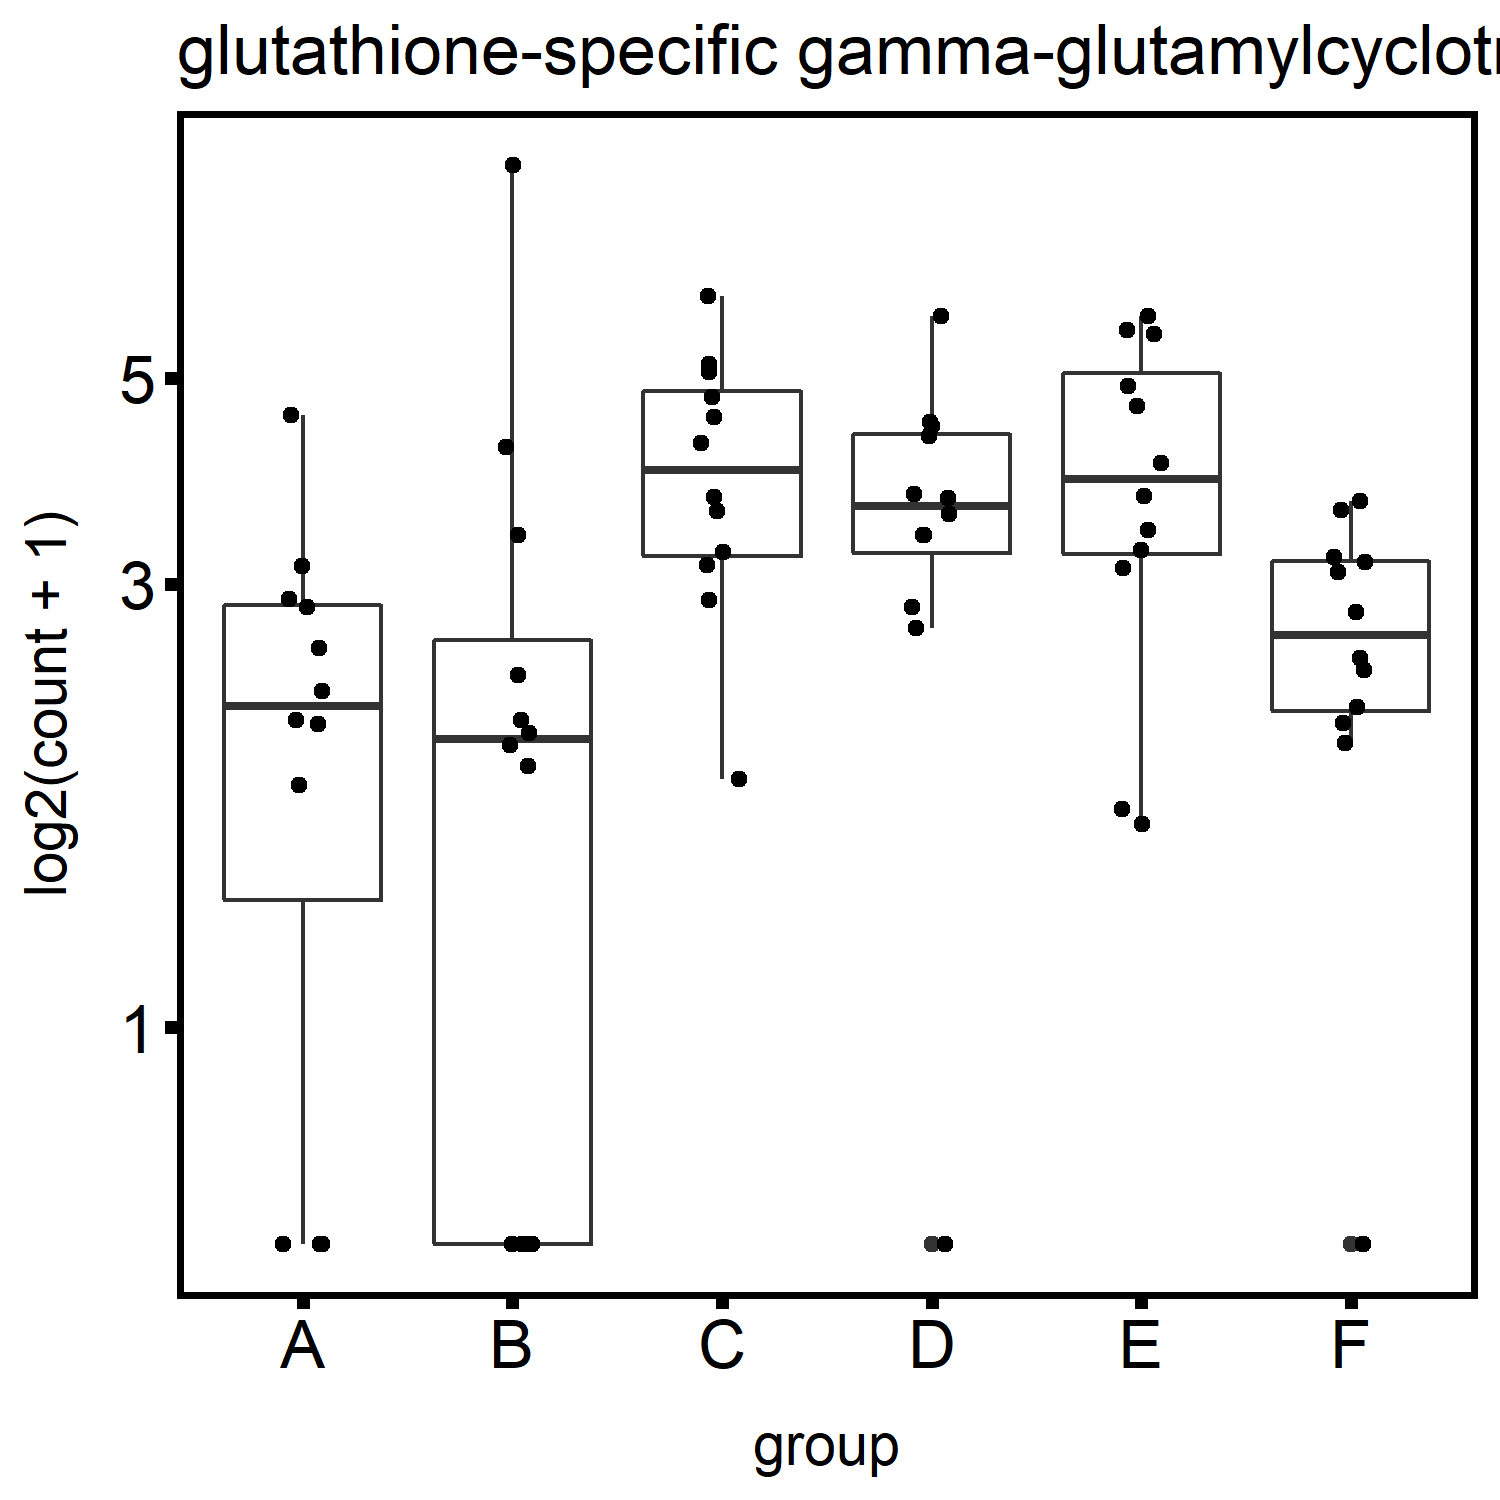 glutathione-specific gamma-glutamylcyclot
log2(count + 1)
5
3
1
A B C D E F
group